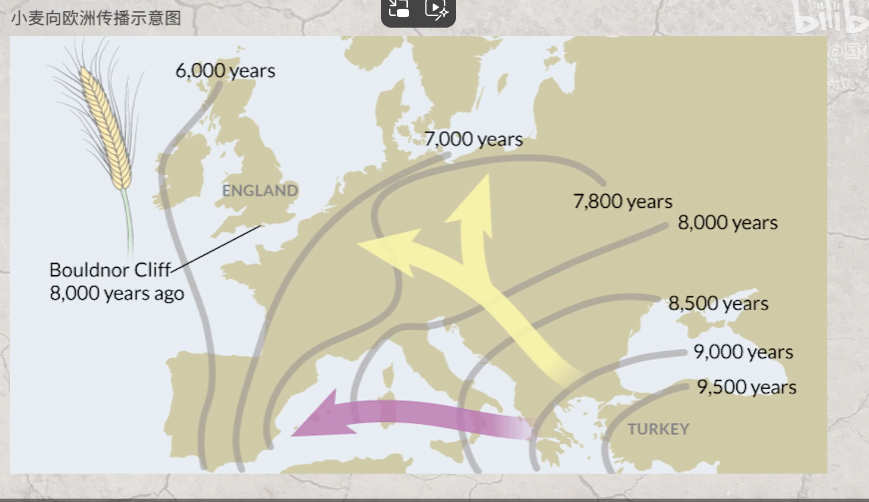 小麦向欧洲传播示意图
bilib
@国
6,000 years
7,000 years
ENGLAND
7,800 years
8,000 years
Bouldnor Cliff
8,000 years ago
8,500 years
9,000 years
9,500 years
TURKEY